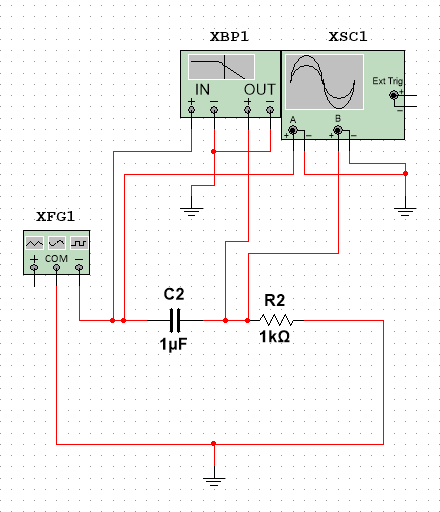 XBP1 XSC1
IN OUT
+ − + −
Ext Trig
+
−
A B
+ − + −
XFG1
+ COM −
C2
1µF
R2
1kΩ